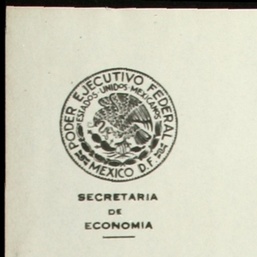 PODER EJECUTIVO FEDERAL
ESTADOS UNIDOS MEXICANOS
MEXICO D.F.
SECRETARIA
DE
ECONOMIA